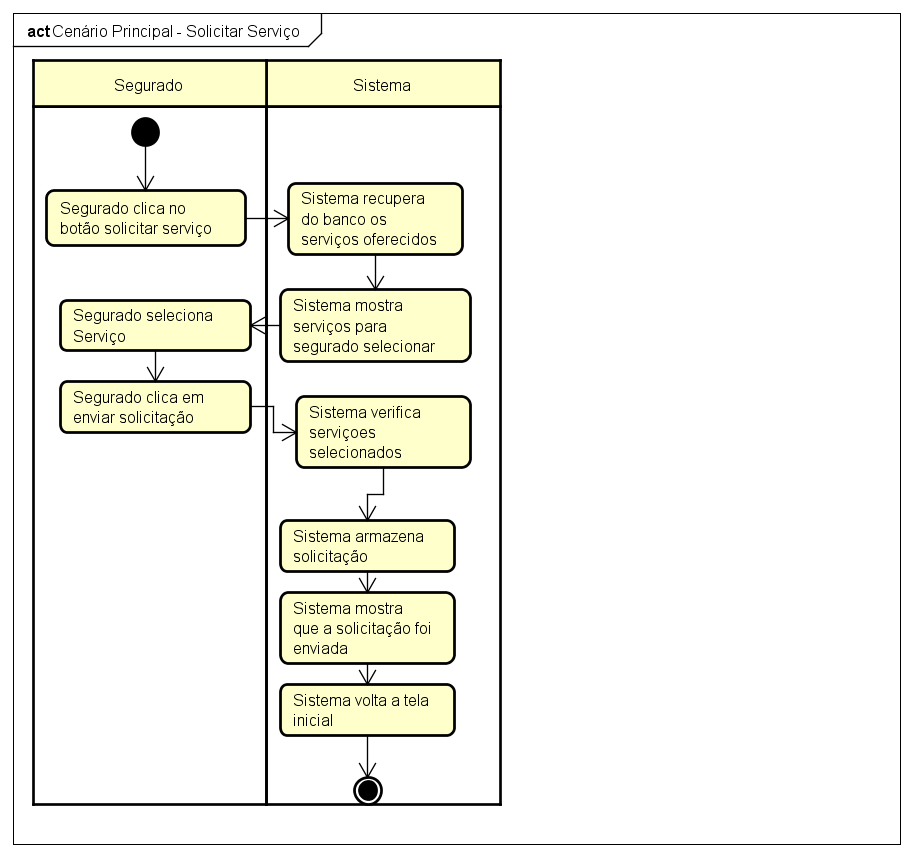 act Cenário Principal - Solicitar Serviço
Segurado
Sistema
Segurado clica no
botão solicitar serviço
Sistema recupera
do banco os
serviços oferecidos
Sistema mostra
serviços para
segurado selecionar
Segurado seleciona
Serviço
Segurado clica em
enviar solicitação
Sistema verifica
serviçoes
selecionados
Sistema armazena
solicitação
Sistema mostra
que a solicitação foi
enviada
Sistema volta a tela
inicial